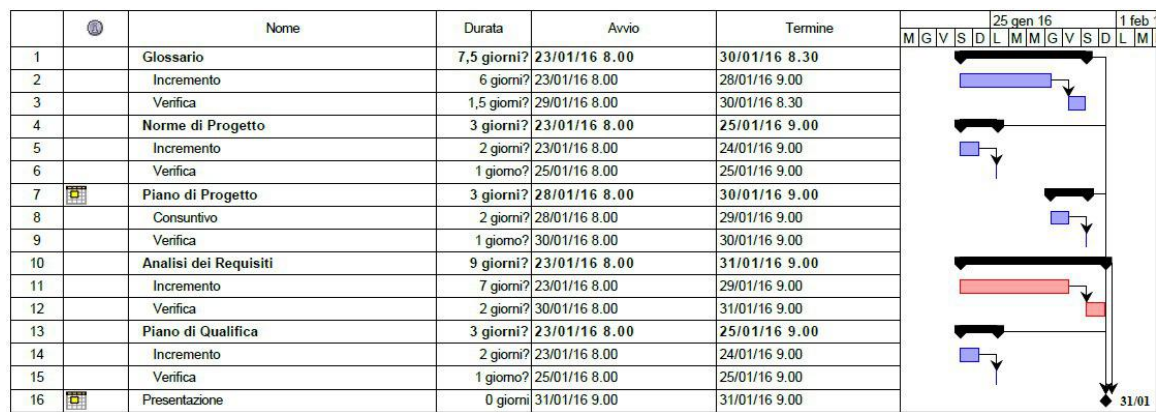 Nome Durata Avvio Termine 25 gen 16 1 feb 1
M G V S D L M M G V S D L M
1 Glossario 7,5 giorni? 23/01/16 8.00 30/01/16 8.30
2 Incremento 6 giorni? 23/01/16 8.00 28/01/16 9.00
3 Verifica 1,5 giorni? 29/01/16 8.00 30/01/16 8.30
4 Norme di Progetto 3 giorni? 23/01/16 8.00 25/01/16 9.00
5 Incremento 2 giorni? 23/01/16 8.00 24/01/16 9.00
6 Verifica 1 giorno? 25/01/16 8.00 25/01/16 9.00
7 Piano di Progetto 3 giorni? 28/01/16 8.00 30/01/16 9.00
8 Consuntivo 2 giorni? 28/01/16 8.00 29/01/16 9.00
9 Verifica 1 giorno? 30/01/16 8.00 30/01/16 9.00
10 Analisi dei Requisiti 9 giorni? 23/01/16 8.00 31/01/16 9.00
11 Incremento 7 giorni? 23/01/16 8.00 29/01/16 9.00
12 Verifica 2 giorni? 30/01/16 8.00 31/01/16 9.00
13 Piano di Qualifica 3 giorni? 23/01/16 8.00 25/01/16 9.00
14 Incremento 2 giorni? 23/01/16 8.00 24/01/16 9.00
15 Verifica 1 giorno? 25/01/16 8.00 25/01/16 9.00
16 Presentazione 0 giorni 31/01/16 9.00 31/01/16 9.00 31/01